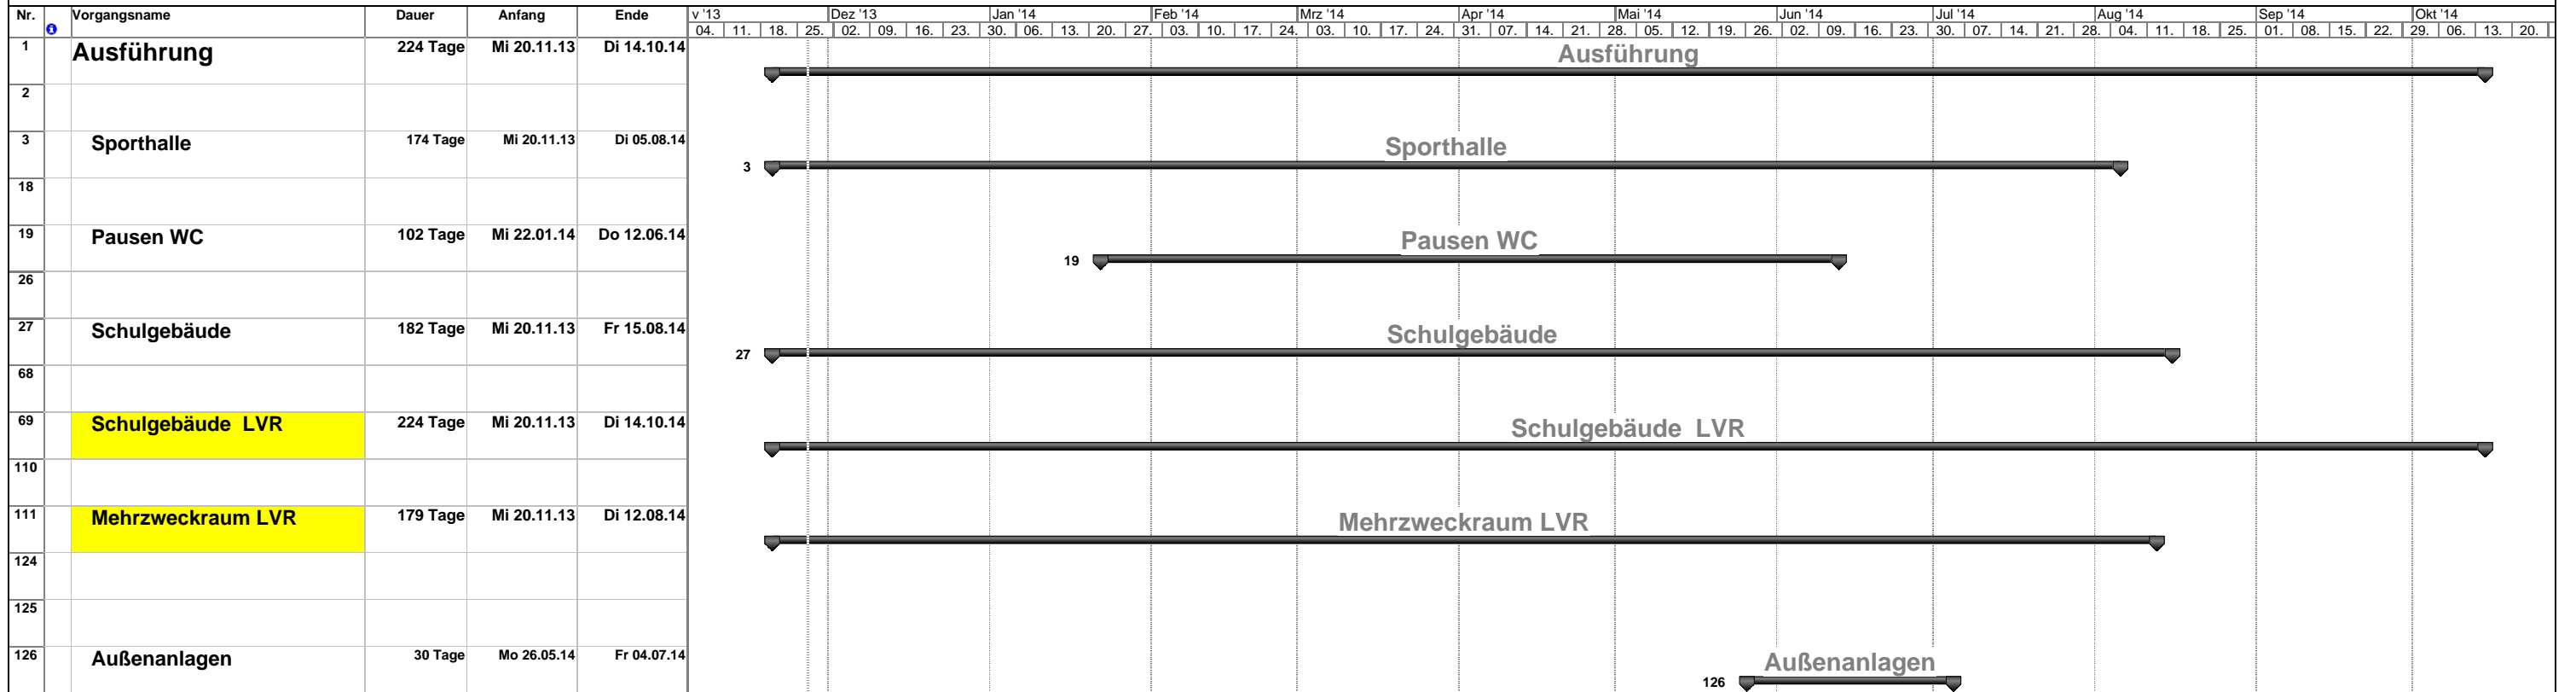 Nr. Vorgangsname Dauer Anfang Ende v '13 Dez '13 Jan '14 Feb '14 Mrz '14 Apr '14 Mai '14 Jun '14 Jul '14 Aug '14 Sep '14 Okt '14
04. 11. 18. 25. 02. 09. 16. 23. 30. 06. 13. 20. 27. 03. 10. 17. 24. 03. 10. 17. 24. 31. 07. 14. 21. 28. 05. 12. 19. 26. 02. 09. 16. 23. 30. 07. 14. 21. 28. 04. 11. 18. 25. 01. 08. 15. 22. 29. 06. 13. 20.
1 Ausführung 224 Tage Mi 20.11.13 Di 14.10.14 Ausführung
2
3 Sporthalle 174 Tage Mi 20.11.13 Di 05.08.14 Sporthalle
3
18
19 Pausen WC 102 Tage Mi 22.01.14 Do 12.06.14 Pausen WC
19
26
27 Schulgebäude 182 Tage Mi 20.11.13 Fr 15.08.14 Schulgebäude
27
68
69 Schulgebäude LVR 224 Tage Mi 20.11.13 Di 14.10.14 Schulgebäude LVR
110
111 Mehrzweckraum LVR 179 Tage Mi 20.11.13 Di 12.08.14 Mehrzweckraum LVR
124
125
126 Außenanlagen 30 Tage Mo 26.05.14 Fr 04.07.14 Außenanlagen
126